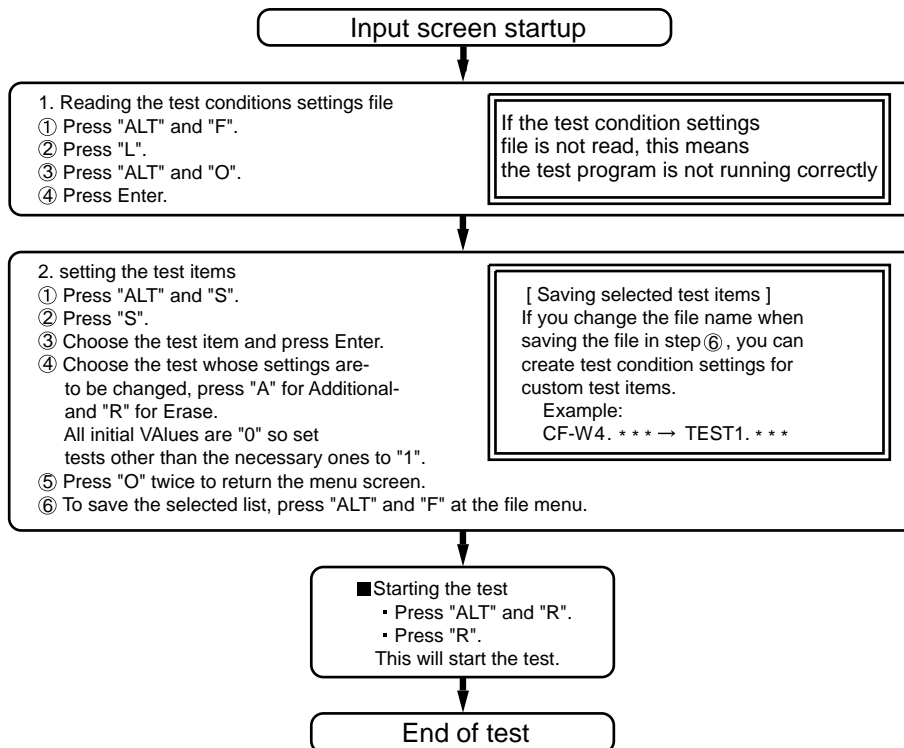 Input screen startup
1. Reading the test conditions settings file
① Press "ALT" and "F".
② Press "L".
③ Press "ALT" and "O".
④ Press Enter.
If the test condition settings
file is not read, this means
the test program is not running correctly
2. setting the test items
① Press "ALT" and "S".
② Press "S".
③ Choose the test item and press Enter.
④ Choose the test whose settings are-
to be changed, press "A" for Additional-
and "R" for Erase.
All initial VAlues are "0" so set
tests other than the necessary ones to "1".
⑤ Press "O" twice to return the menu screen.
⑥ To save the selected list, press "ALT" and "F" at the file menu.
[ Saving selected test items ]
If you change the file name when
saving the file in step ⑥, you can
create test condition settings for
custom test items.
Example:
CF-W4. * * * → TEST1. * * *
■Starting the test
・Press "ALT" and "R".
・Press "R".
This will start the test.
End of test